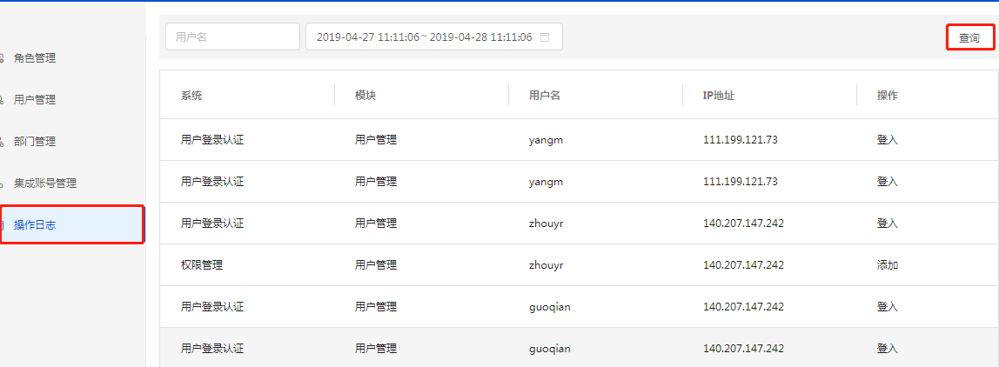 用户名 2019-04-27 11:11:06 ~ 2019-04-28 11:11:06 查询
角色管理
用户管理
部门管理
集成账号管理
操作日志
系统 模块 用户名 IP地址 操作
用户登录认证 用户管理 yangm 111.199.121.73 登入
用户登录认证 用户管理 yangm 111.199.121.73 登入
用户登录认证 用户管理 zhouyr 140.207.147.242 登入
权限管理 用户管理 zhouyr 140.207.147.242 添加
用户登录认证 用户管理 guoqian 140.207.147.242 登入
用户登录认证 用户管理 guoqian 140.207.147.242 登入